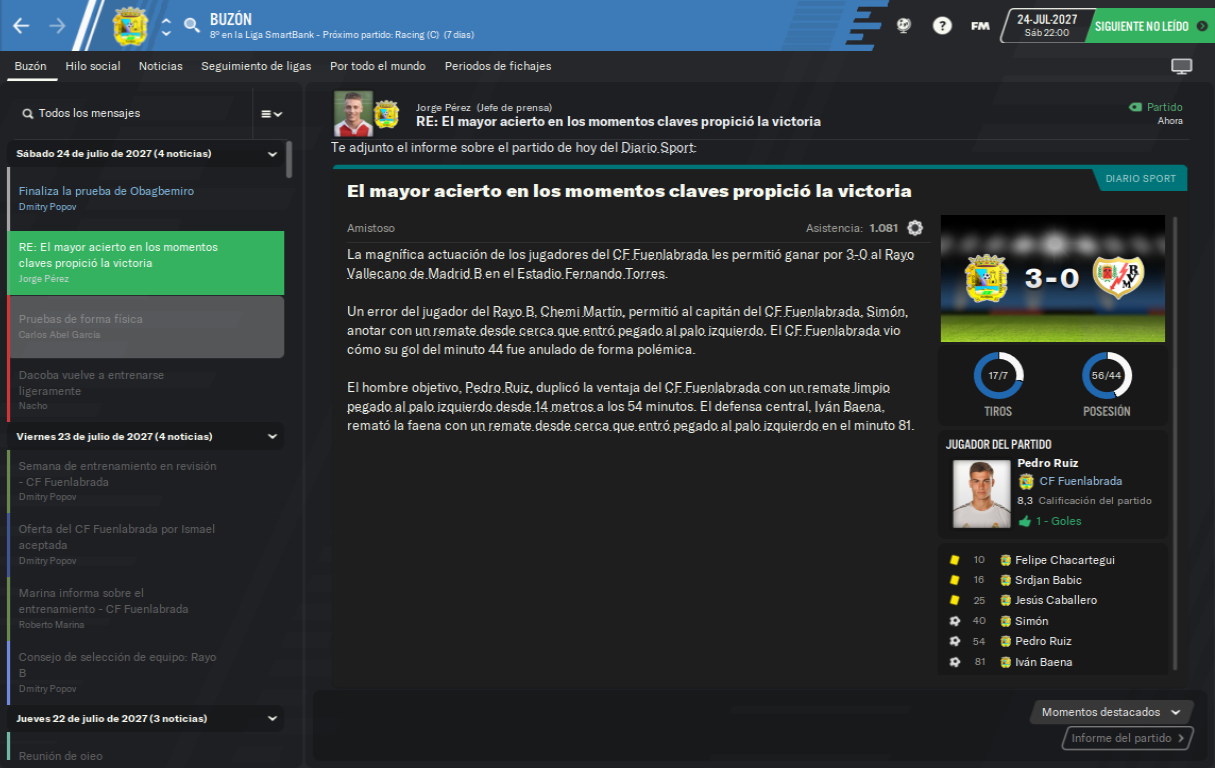 BUZÓN
8º en la Liga SmartBank - Próximo partido: Racing (C) (7 días)
FM
24-JUL-2027
Sáb 22:00
SIGUIENTE NO LEÍDO
Buzón
Hilo social
Noticias
Seguimiento de ligas
Por todo el mundo
Periodos de fichajes
Todos los mensajes
Sábado 24 de julio de 2027 (4 noticias)
Finaliza la prueba de Obagbemiro
Dmitry Popov
RE: El mayor acierto en los momentos
claves propició la victoria
Jorge Pérez
Pruebas de forma física
Carlos Abel García
Dacoba vuelve a entrenarse
ligeramente
Nacho
Viernes 23 de julio de 2027 (4 noticias)
Semana de entrenamiento en revisión
- CF Fuenlabrada
Dmitry Popov
Oferta del CF Fuenlabrada por Ismael
aceptada
Dmitry Popov
Marina informa sobre el
entrenamiento - CF Fuenlabrada
Roberto Marina
Consejo de selección de equipo: Rayo
B
Dmitry Popov
Jueves 22 de julio de 2027 (3 noticias)
Reunión de ojeo
Jorge Pérez (Jefe de prensa)
RE: El mayor acierto en los momentos claves propició la victoria
Partido
Ahora
Te adjunto el informe sobre el partido de hoy del Diario Sport:
DIARIO SPORT
El mayor acierto en los momentos claves propició la victoria
Amistoso
Asistencia: 1.081
La magnífica actuación de los jugadores del CF Fuenlabrada les permitió ganar por 3-0 al Rayo
Vallecano de Madrid B en el Estadio Fernando Torres.
Un error del jugador del Rayo B, Chemi Martín, permitió al capitán del CF Fuenlabrada, Simón,
anotar con un remate desde cerca que entró pegado al palo izquierdo. El CF Fuenlabrada vio
cómo su gol del minuto 44 fue anulado de forma polémica.
El hombre objetivo, Pedro Ruiz, duplicó la ventaja del CF Fuenlabrada con un remate limpio
pegado al palo izquierdo desde 14 metros a los 54 minutos. El defensa central, Iván Baena,
remató la faena con un remate desde cerca que entró pegado al palo izquierdo en el minuto 81.
3-0
17/7
TIROS
56/44
POSESIÓN
JUGADOR DEL PARTIDO
Pedro Ruiz
CF Fuenlabrada
8,3 Calificación del partido
1 - Goles
10 Felipe Chacartegui
16 Srdjan Babic
25 Jesús Caballero
40 Simón
54 Pedro Ruiz
81 Iván Baena
Momentos destacados
Informe del partido